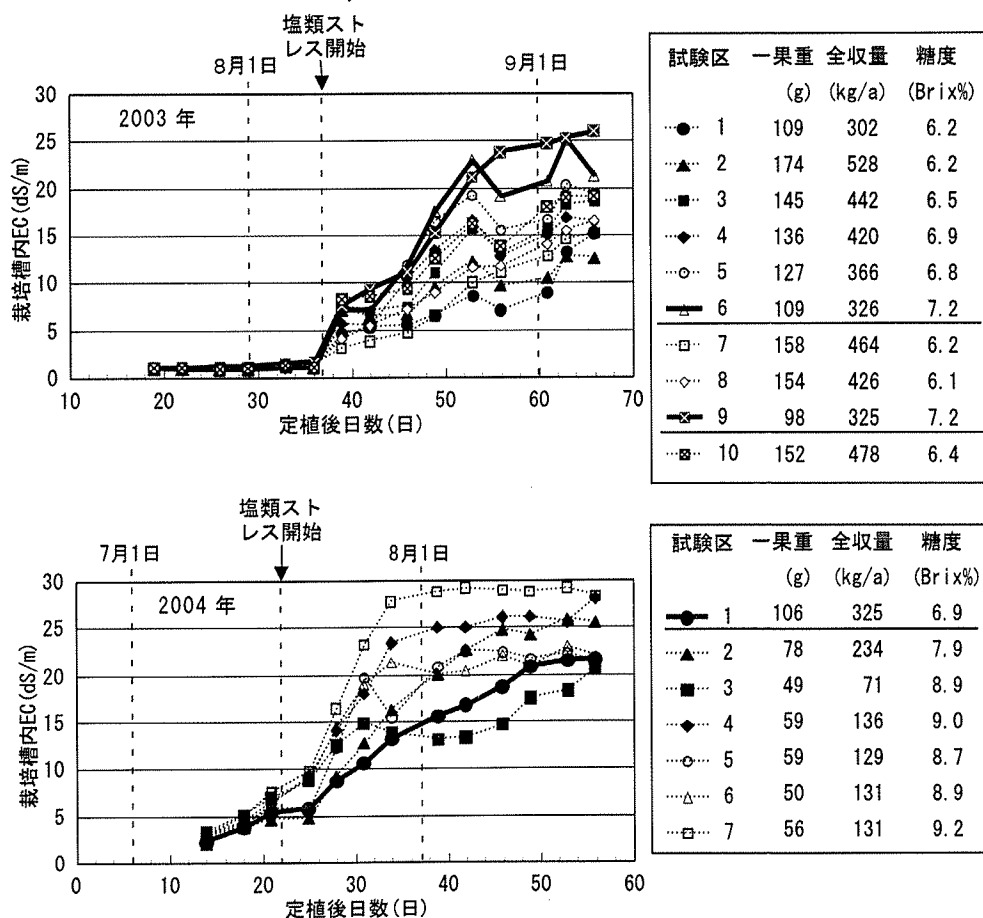 塩類スト
レス開始
8月1日
9月1日
2003 年
栽培槽内EC(dS/m)
30
25
20
15
10
5
0
10 20 30 40 50 60 70
定植後日数(日)
試験区 一果重 全収量 糖度
(g) (kg/a) (Brix%)
1 109 302 6.2
2 174 528 6.2
3 145 442 6.5
4 136 420 6.9
5 127 366 6.8
6 109 326 7.2
7 158 464 6.2
8 154 426 6.1
9 98 325 7.2
10 152 478 6.4
塩類スト
レス開始
7月1日
8月1日
2004 年
栽培槽内EC(dS/m)
30
25
20
15
10
5
0
0 10 20 30 40 50 60
定植後日数(日)
試験区 一果重 全収量 糖度
(g) (kg/a) (Brix%)
1 106 325 6.9
2 78 234 7.9
3 49 71 8.9
4 59 136 9.0
5 59 129 8.7
6 50 131 8.9
7 56 131 9.2